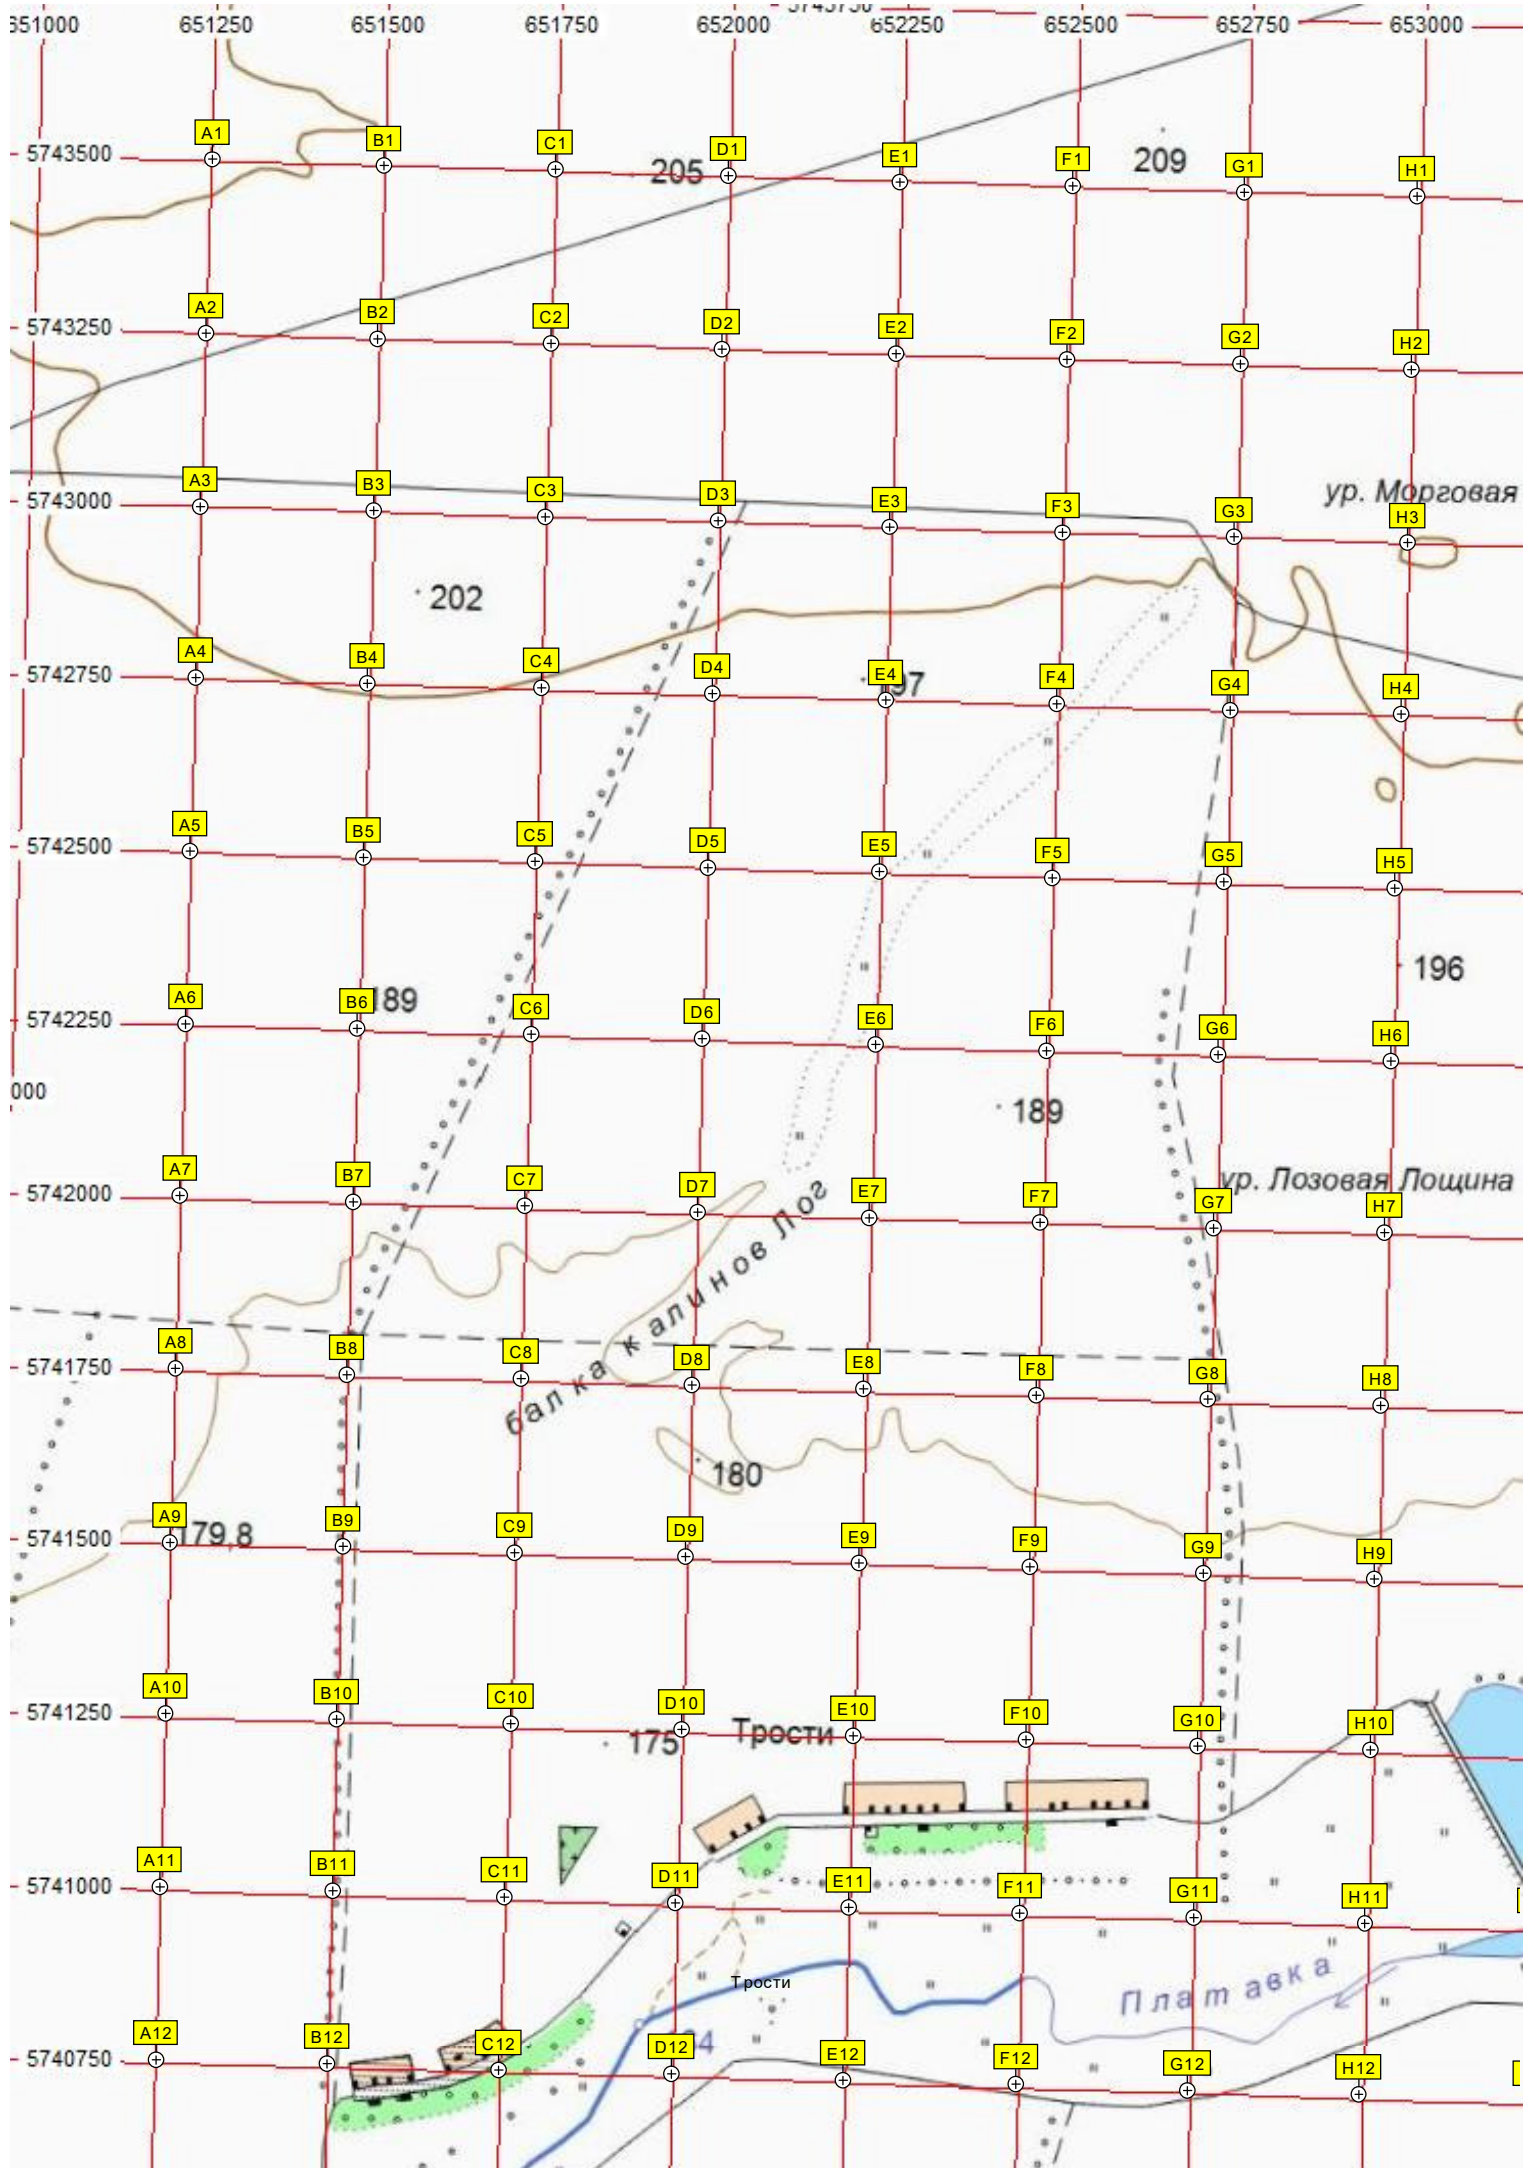 5743750
651000 651250 651500 651750 652000 652250 652500 652750 653000
A1 B1 C1 D1 E1 F1 G1 H1
5743500 205 209
A2 B2 C2 D2 E2 F2 G2 H2
5743250
ур. Морговая
A3 B3 C3 D3 E3 F3 G3 H3
5743000
202
A4 B4 C4 D4 E4 F4 G4 H4
5742750 197
A5 B5 C5 D5 E5 F5 G5 H5
5742500
196
A6 B6 C6 D6 E6 F6 G6 H6
189
5742250
000 189
ур. Лозовая Лощина
A7 B7 C7 D7 E7 F7 G7 H7
5742000
балка калинов Лог
A8 B8 C8 D8 E8 F8 G8 H8
5741750
180
A9 B9 C9 D9 E9 F9 G9 H9
5741500 179,8
A10 B10 C10 D10 E10 F10 G10 H10
5741250 175 Трости
A11 B11 C11 D11 E11 F11 G11 H11
5741000
Трости
Платавка
A12 B12 C12 D12 E12 F12 G12 H12
5740750